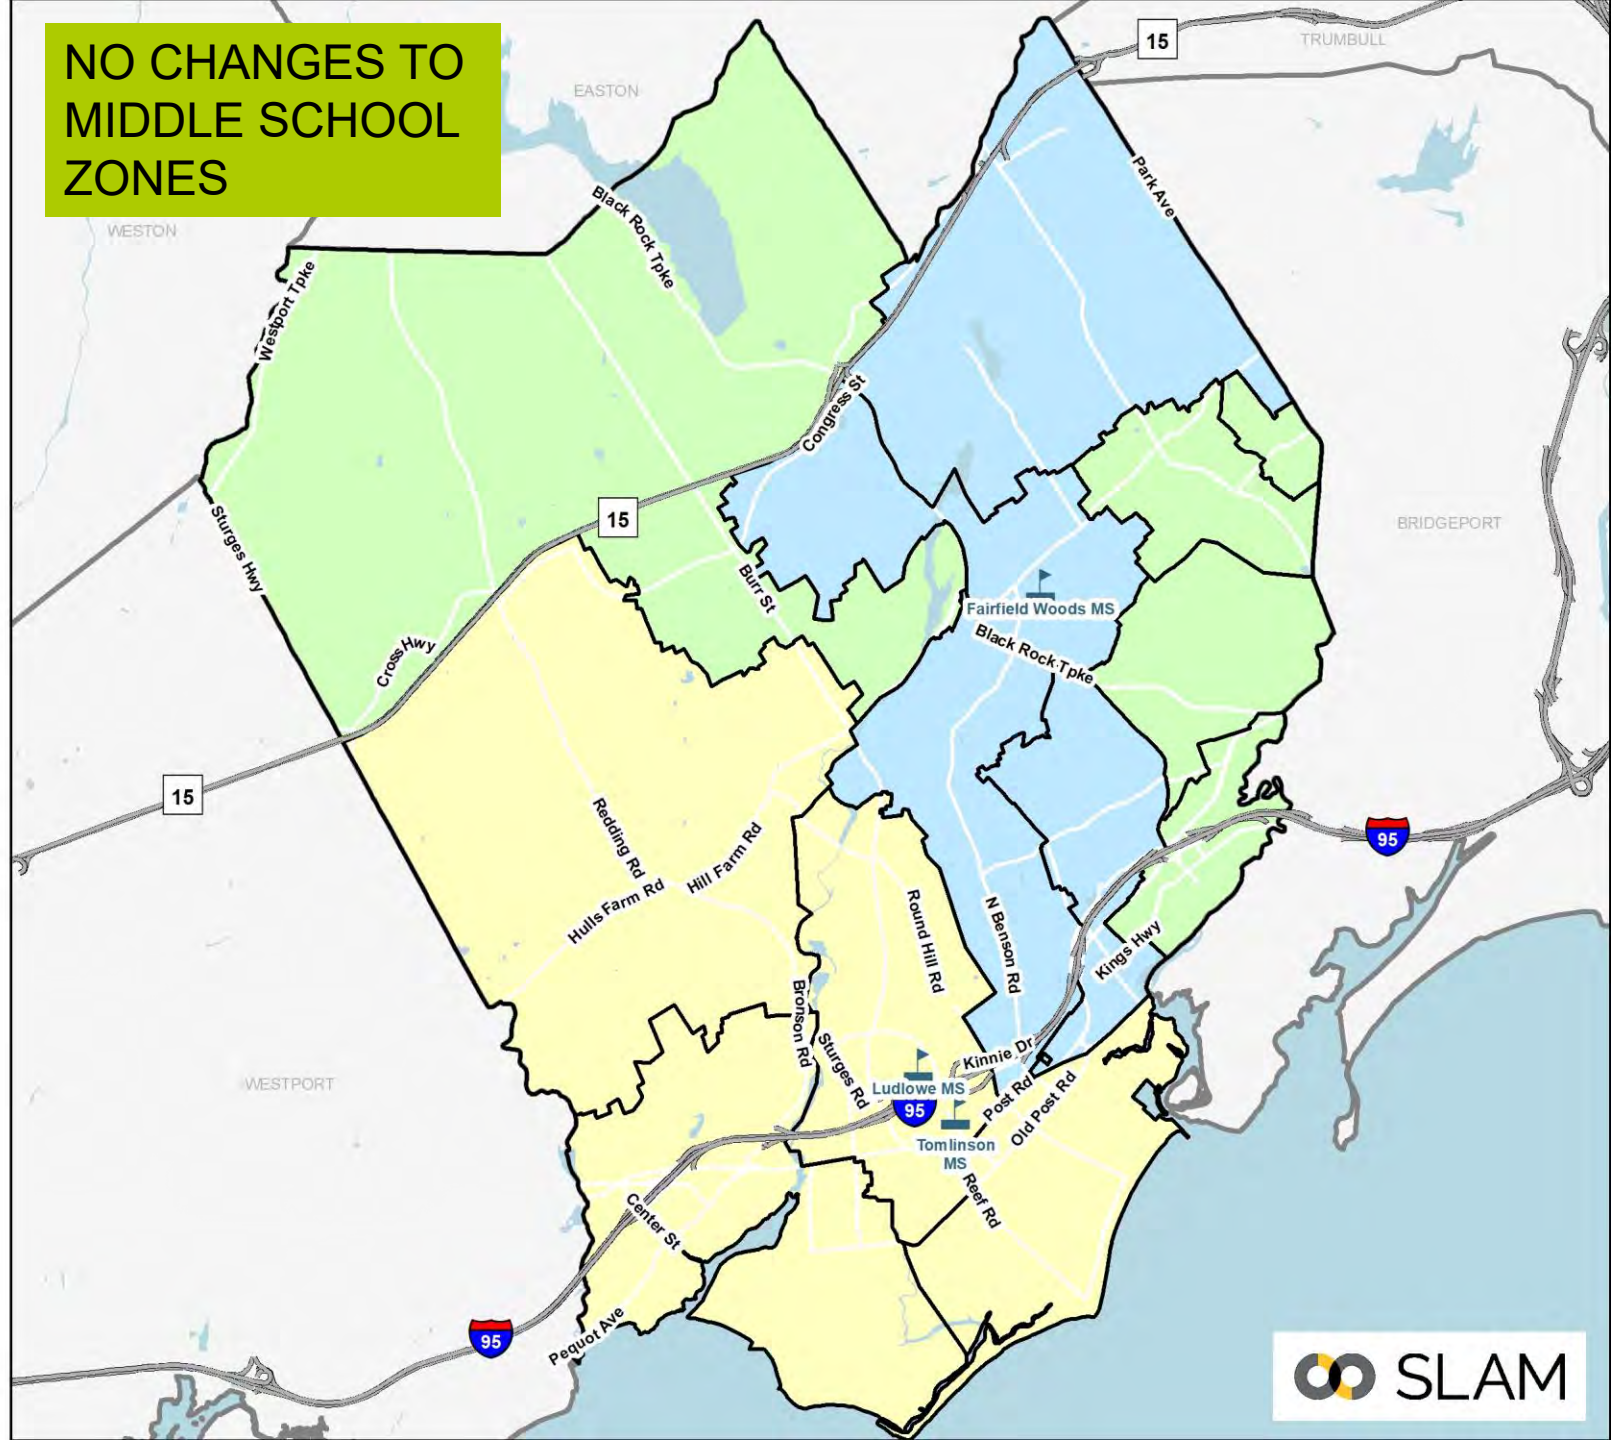 NO CHANGES TO
MIDDLE SCHOOL
ZONES
15
TRUMBULL
EASTON
Park Ave
WESTON
Black Rock Tpke
Westport Tpke
Congress St
15
BRIDGEPORT
Sturges Hwy
Burr St
Fairfield Woods MS
Black Rock Tpke
Cross Hwy
15
Redding Rd
Hill Farm Rd
95
Hulls Farm Rd
Round Hill Rd
N Benson Rd
Kings Hwy
Bronson Rd
Sturges Rd
Kinnie Dr
WESTPORT
Ludlowe MS
95
Post Rd
Old Post Rd
Tomlinson
MS
Reef Rd
Center St
95
Pequot Ave
SLAM